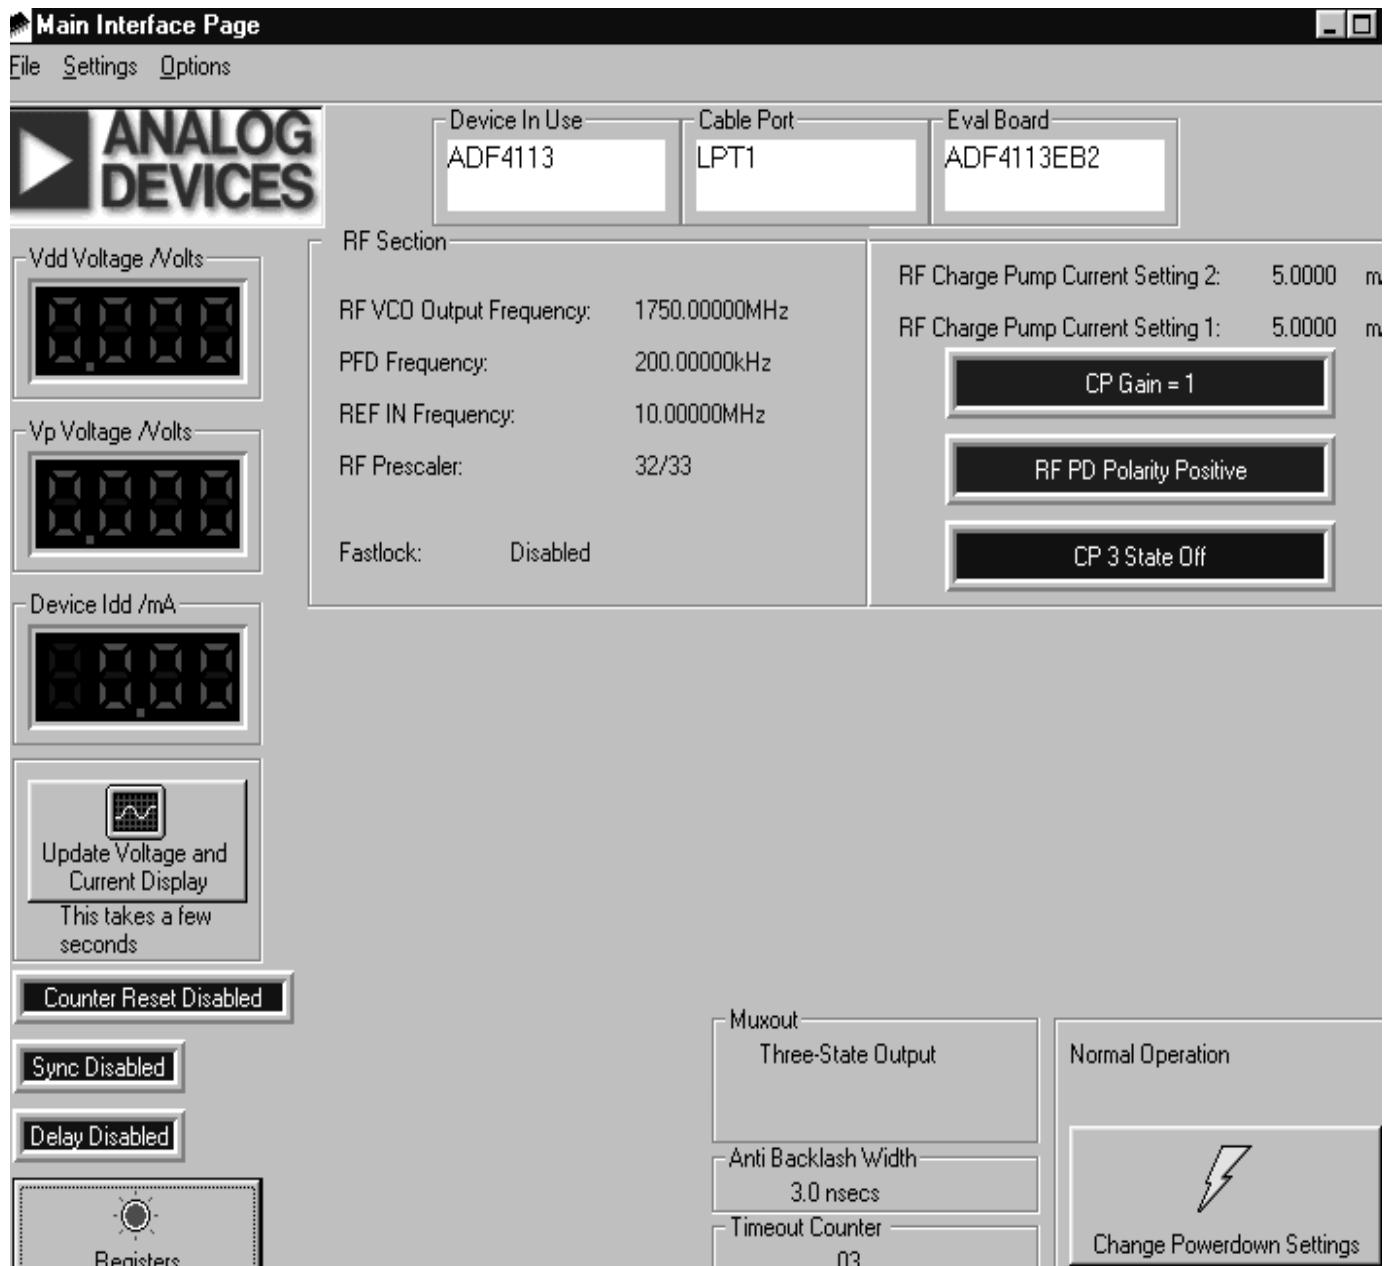 Main Interface Page
File Settings Options
ANALOG
DEVICES
Device In Use
ADF4113
Cable Port
LPT1
Eval Board
ADF4113EB2
Vdd Voltage /Volts
Vp Voltage /Volts
Device Idd /mA
Update Voltage and
Current Display
This takes a few
seconds
Counter Reset Disabled
Sync Disabled
Delay Disabled
Registers
RF Section
RF VCO Output Frequency: 1750.00000MHz
PFD Frequency: 200.00000kHz
REF IN Frequency: 10.00000MHz
RF Prescaler: 32/33
Fastlock: Disabled
RF Charge Pump Current Setting 2: 5.0000
RF Charge Pump Current Setting 1: 5.0000
CP Gain = 1
RF PD Polarity Positive
CP 3 State Off
Muxout
Three-State Output
Anti Backlash Width
3.0 nsecs
Timeout Counter
03
Normal Operation
Change Powerdown Settings